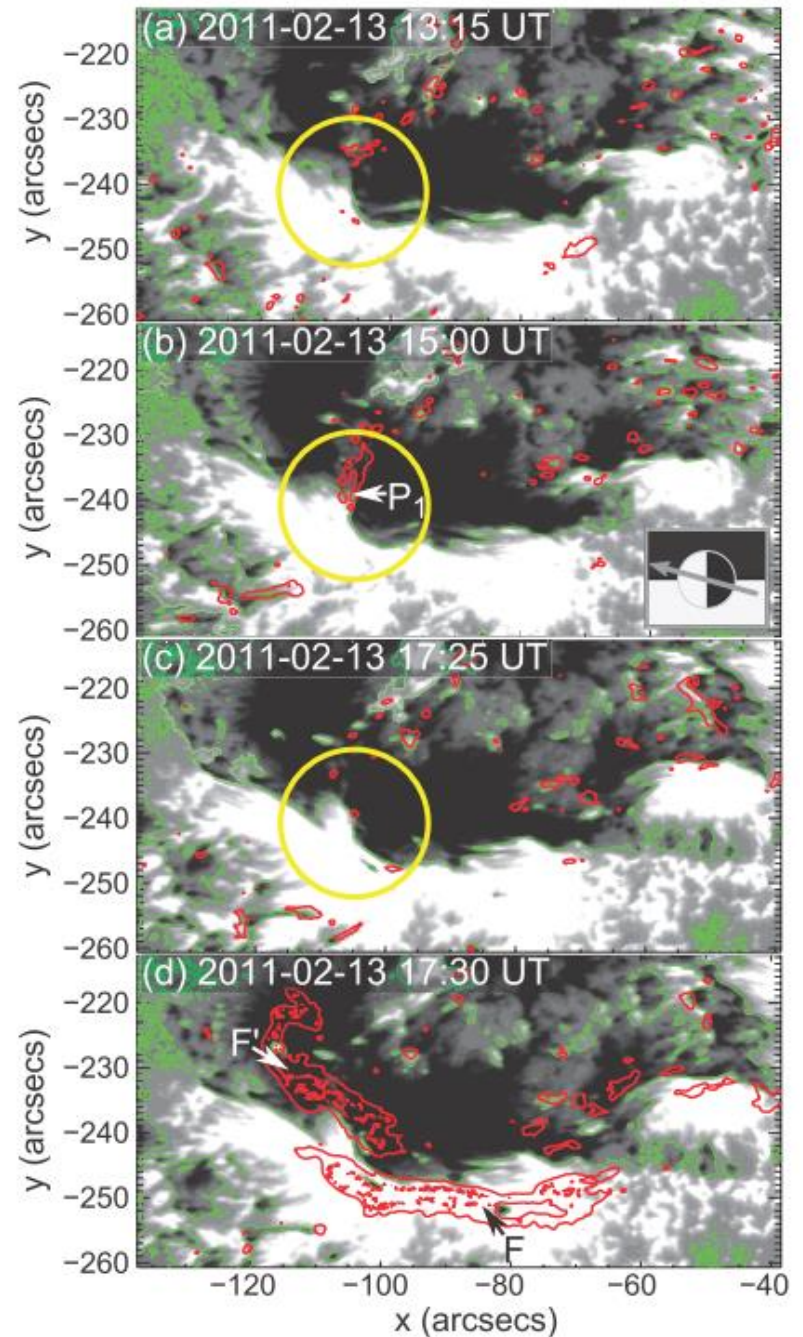 (a) 2011-02-13 13:15 UT
−220
−230
−240
−250
−260
y (arcsecs)
(b) 2011-02-13 15:00 UT
−220
−230
−240
−250
−260
y (arcsecs)
P1
(c) 2011-02-13 17:25 UT
−220
−230
−240
−250
−260
y (arcsecs)
(d) 2011-02-13 17:30 UT
−220
−230
−240
−250
−260
y (arcsecs)
F'
F
−120 −100 −80 −60 −40
x (arcsecs)